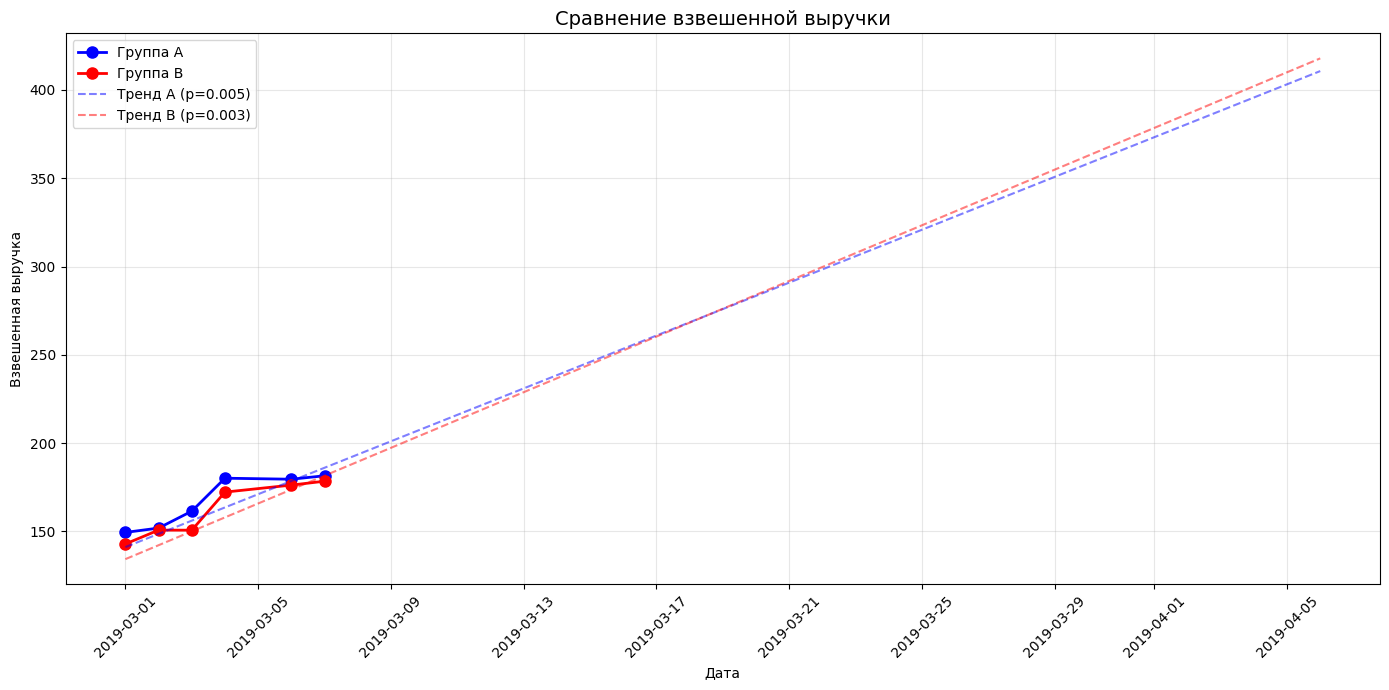 Сравнение взвешенной выручки
Группа A
Группа B
Тренд A (p=0.005)
Тренд B (p=0.003)
Взвешенная выручка
400
350
300
250
200
150
2019-03-01
2019-03-05
2019-03-09
2019-03-13
2019-03-17
2019-03-21
2019-03-25
2019-03-29
2019-04-01
2019-04-05
Дата